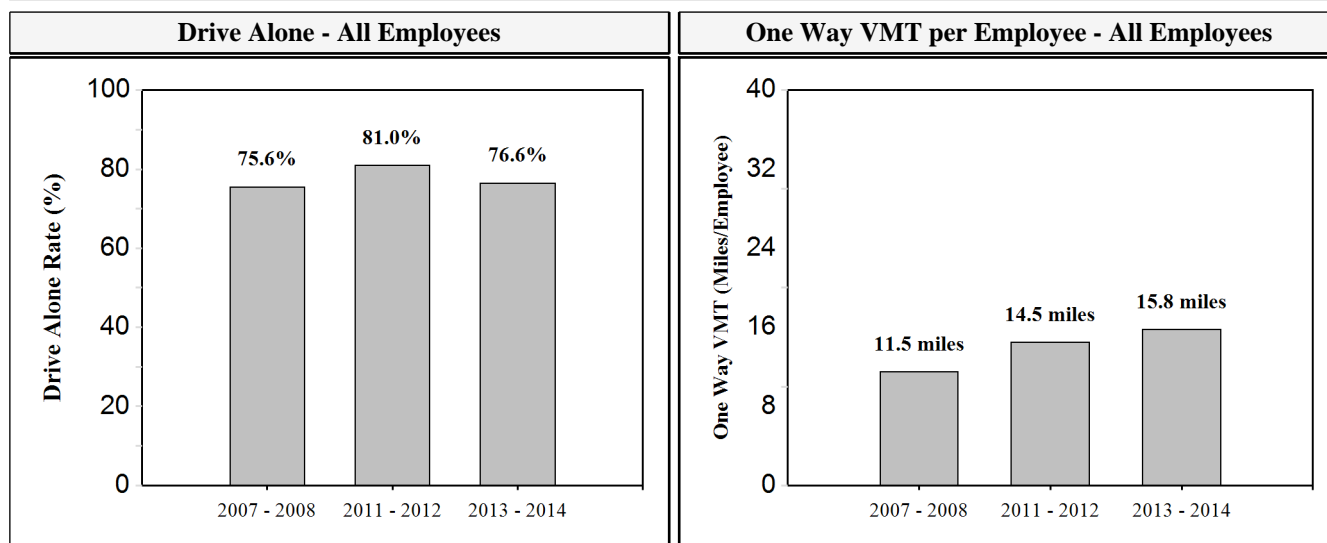 Drive Alone - All Employees
One Way VMT per Employee - All Employees
Drive Alone Rate (%)
100
80
60
40
20
0
75.6%
81.0%
76.6%
2007 - 2008
2011 - 2012
2013 - 2014
One Way VMT (Miles/Employee)
40
32
24
16
8
0
11.5 miles
14.5 miles
15.8 miles
2007 - 2008
2011 - 2012
2013 - 2014